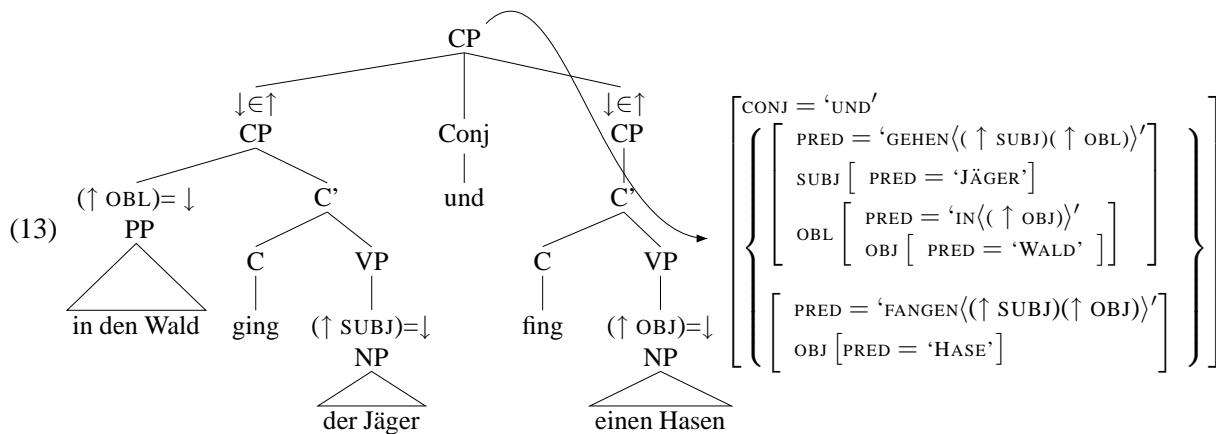 CP
↓∈↑ ↓∈↑
CP Conj CP
(↑ OBL)= ↓ C’ und C’
(13) PP
C VP C VP
in den Wald ging (↑ SUBJ)=↓ fing (↑ OBJ)=↓
NP NP
der Jäger einen Hasen
CONJ = ‘UND′
PRED = ‘GEHEN⟨( ↑ SUBJ)(↑ OBL)⟩′
SUBJ [ PRED = ‘JÄGER’]
OBL [ PRED = ‘IN⟨( ↑ OBJ)⟩′
OBJ [ PRED = ‘WALD’ ] ]
PRED = ‘FANGEN⟨(↑ SUBJ)(↑ OBJ)⟩′
OBJ [PRED = ‘HASE’]